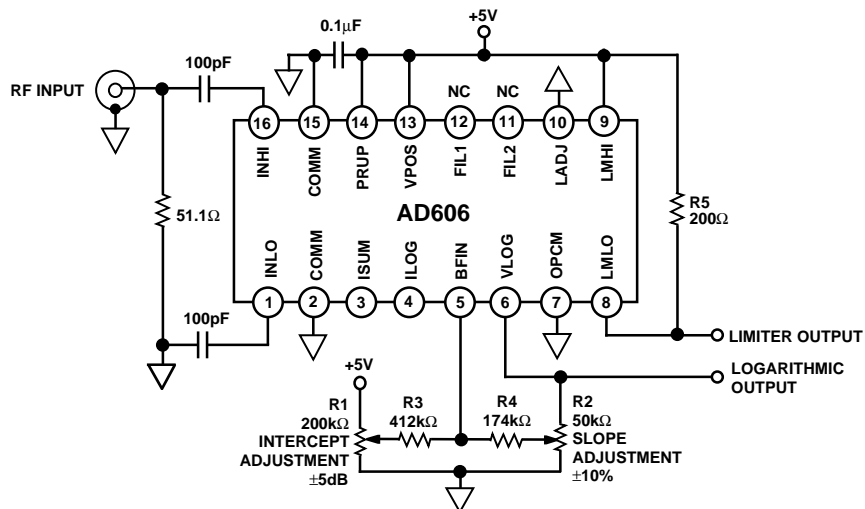 +5V
0.1μF
100pF
RF INPUT
NC NC
16 15 14 13 12 11 10 9
INHI COMM PRUP VPOS FIL1 FIL2 LADJ LMHI
R5
200Ω
51.1Ω
AD606
INLO COMM ISUM ILOG BFIN VLOG OPCM LMLO
1 2 3 4 5 6 7 8
100pF
LIMITER OUTPUT
LOGARITHMIC
OUTPUT
+5V
R1
200kΩ
INTERCEPT
ADJUSTMENT
±5dB
R3
412kΩ
R4
174kΩ
R2
50kΩ
SLOPE
ADJUSTMENT
±10%